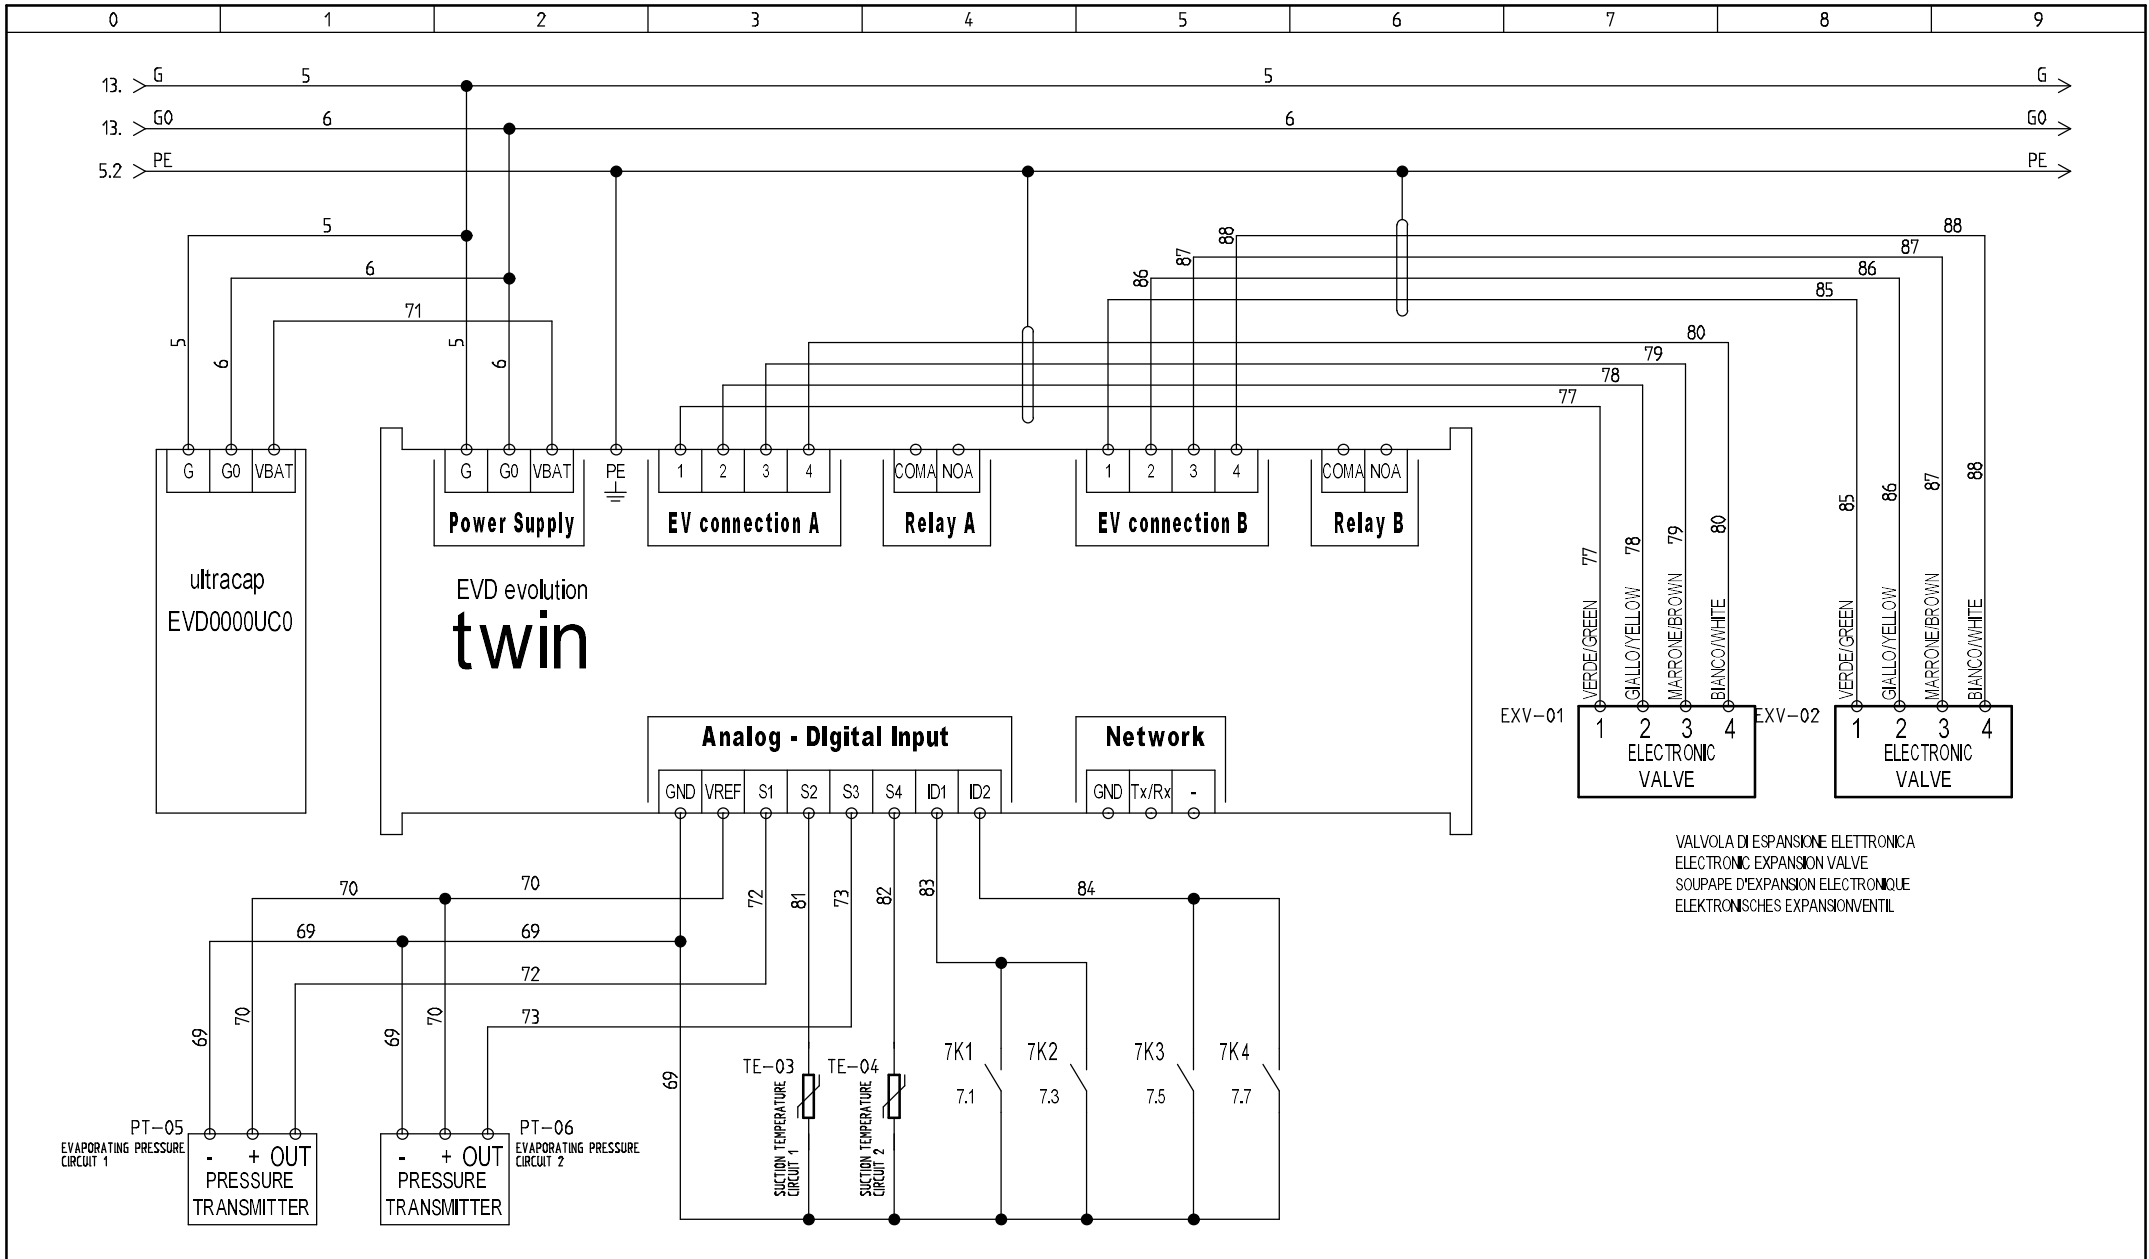 0 1 2 3 4 5 6 7 8 9
13. G 5 5 G
13. G0 6 6 G0
5.2 PE PE
5 88 88
87 87
6 86 86
85
71
80
5 6 5 6 79
78
77
G G0 VBAT
G G0 VBAT PE 1 2 3 4 COMA NOA 1 2 3 4 COMA NOA
Power Supply EV connection A Relay A EV connection B Relay B
77 78 79 80 85 86 87 88
ultracap
EVD0000UC0
EVD evolution
twin
VERDE/GREEN GIALLO/YELLOW MARRONE/BROWN BIANCO/WHITE
VERDE/GREEN GIALLO/YELLOW MARRONE/BROWN BIANCO/WHITE
EXV-01 1 2 3 4
ELECTRONIC
VALVE
EXV-02 1 2 3 4
ELECTRONIC
VALVE
Analog - DIgital Input
GND VREF S1 S2 S3 S4 ID1 ID2
Network
GND Tx/Rx -
VALVOLA DI ESPANSIONE ELETTRONICA
ELECTRONIC EXPANSION VALVE
SOUPAPE D'EXPANSION ELECTRONIQUE
ELEKTRONISCHES EXPANSIONVENTIL
70 70 72 81 73 82 83 84
69 69
72
73
69 70 69 70 69
TE-03
SUCTION TEMPERATURE
CIRCUIT 1
TE-04
SUCTION TEMPERATURE
CIRCUIT 2
7K1 7K2 7K3 7K4
7.1 7.3 7.5 7.7
PT-05
EVAPORATING PRESSURE
CIRCUIT 1
- + OUT
PRESSURE
TRANSMITTER
PT-06
EVAPORATING PRESSURE
CIRCUIT 2
- + OUT
PRESSURE
TRANSMITTER